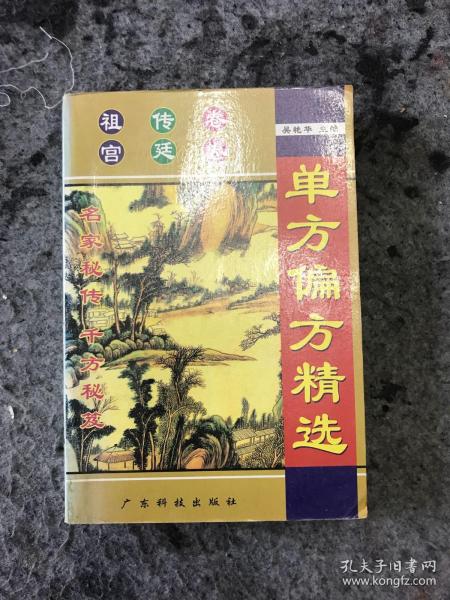 祖传
宫廷
吴艳华 主编
单方偏方精选
名家秘传千方秘笈
广东科技出版社
孔夫子旧书网
www.kongfz.com